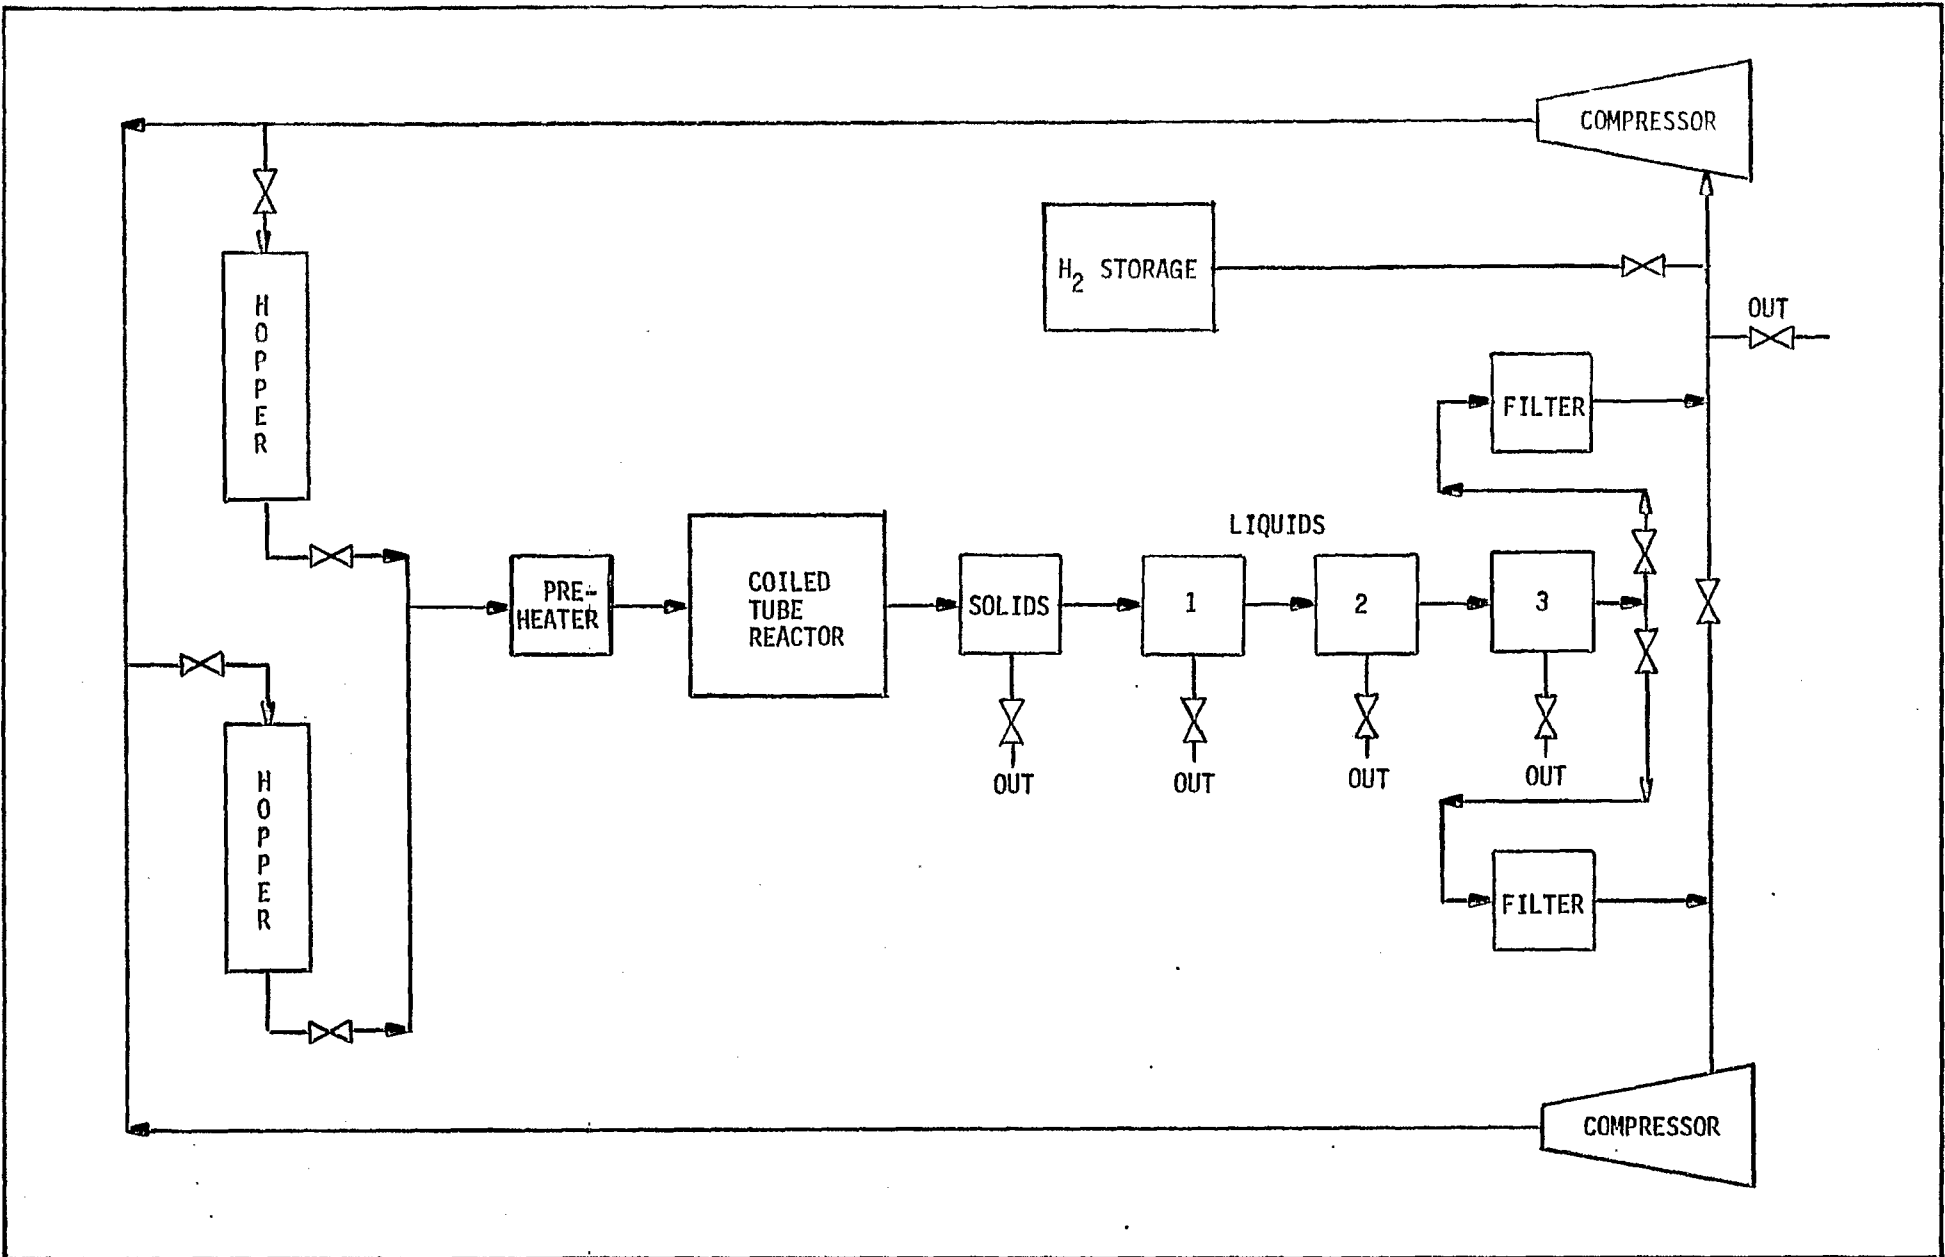 COMPRESSOR
H₂ STORAGE
OUT
HOPPER
FILTER
LIQUIDS
PRE-
HEATER
COILED
TUBE
REACTOR
SOLIDS
1
2
3
OUT
OUT
OUT
OUT
HOPPER
FILTER
COMPRESSOR